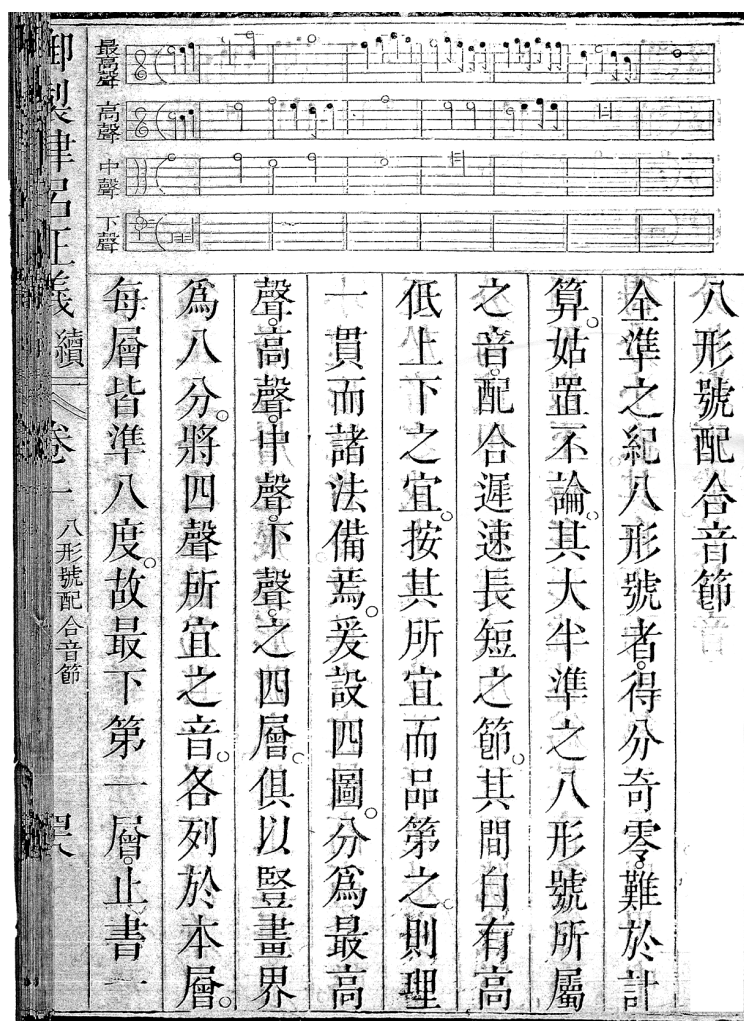 八形號配合音節
全準之紀八形號者。得分奇零。難於計
算。姑置不論。其大半準之八形號所屬
之音。配合遲速長短之節。其間自有高
低上下之宜。按其所宜而品第之。則理
一貫而諸法備焉。爰設四圖。分爲最高
聲。高聲。中聲。下聲。之四層。俱以豎畫界
爲八分。將四聲所宜之音。各列於本層。
每層皆準八度。故最下第一層。止書一
最高聲
高聲
中聲
下聲
御製律呂正義續
卷一
八形號配合音節